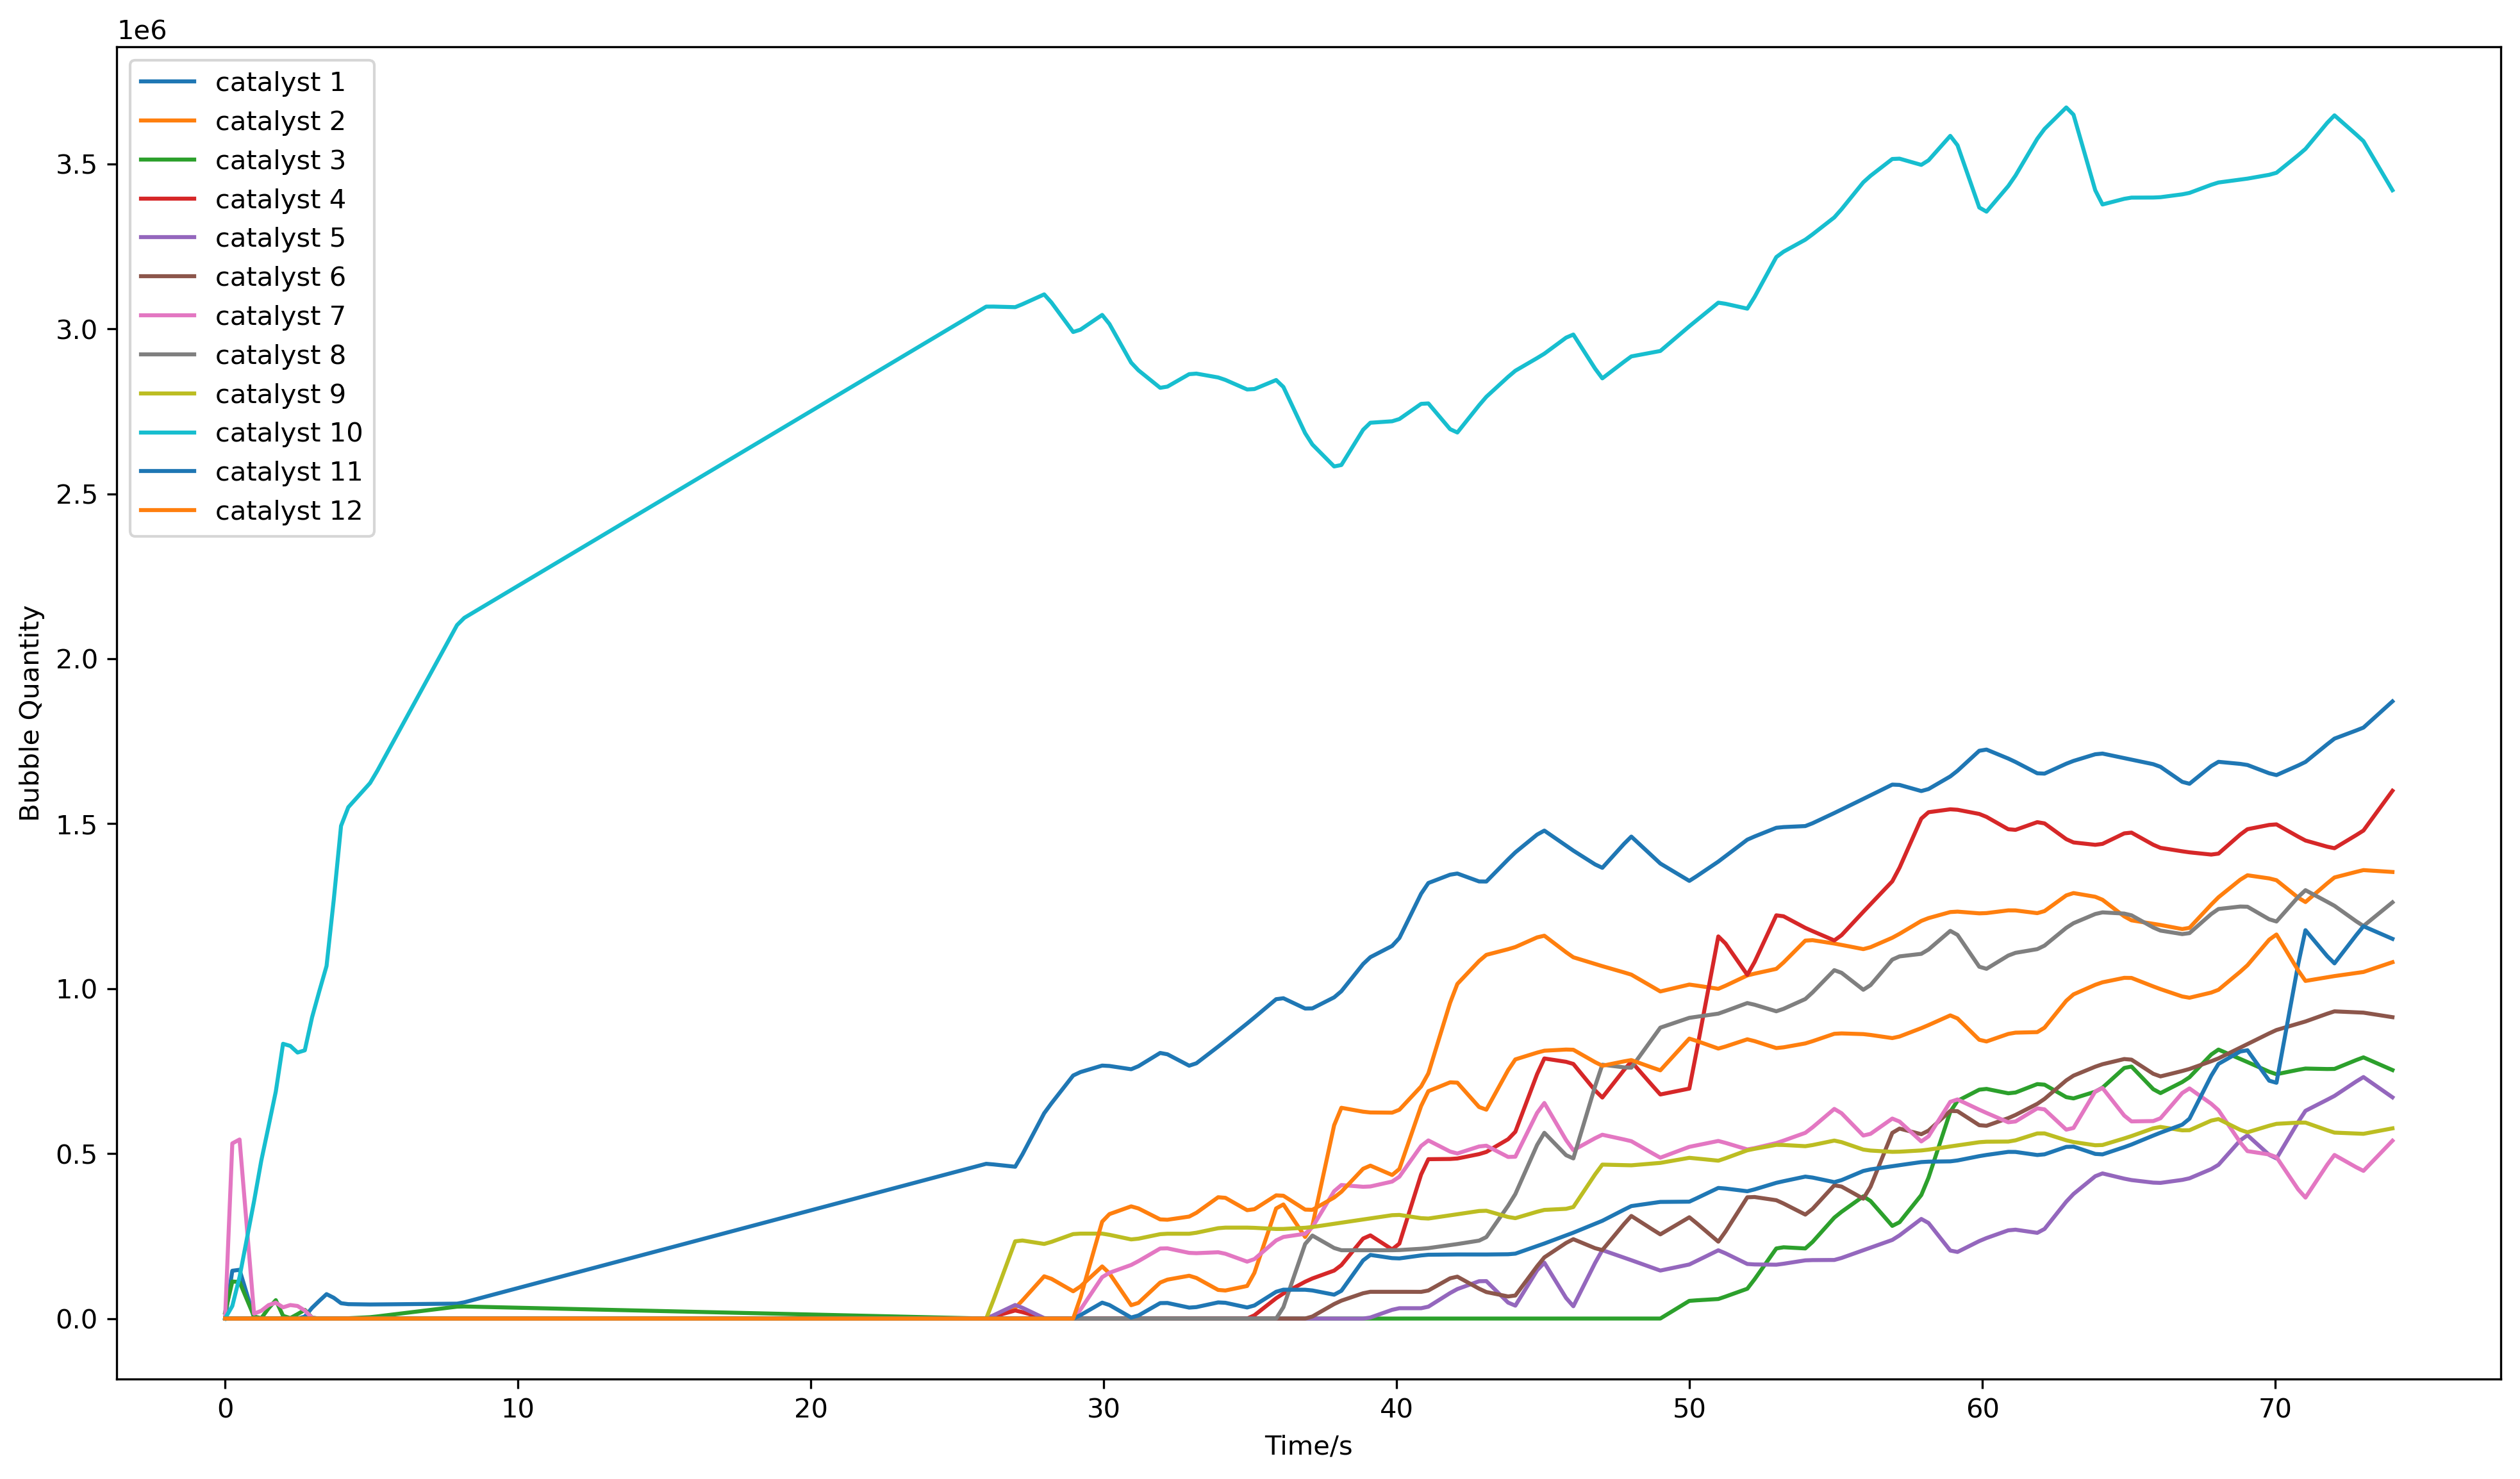 1e6
catalyst 1
catalyst 2
catalyst 3
catalyst 4
catalyst 5
catalyst 6
catalyst 7
catalyst 8
catalyst 9
catalyst 10
catalyst 11
catalyst 12
3.5
3.0
2.5
2.0
1.5
1.0
0.5
0.0
Bubble Quantity
0 10 20 30 40 50 60 70
Time/s